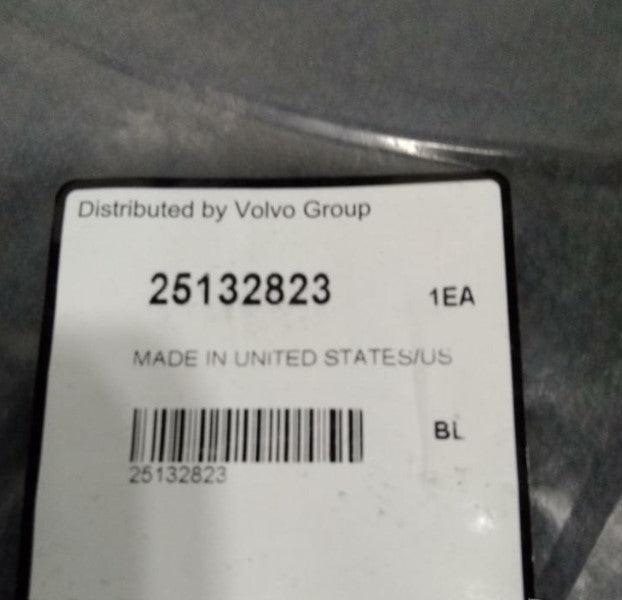 Distributed by Volvo Group
25132823
1EA
MADE IN UNITED STATES/US
BL
25132823